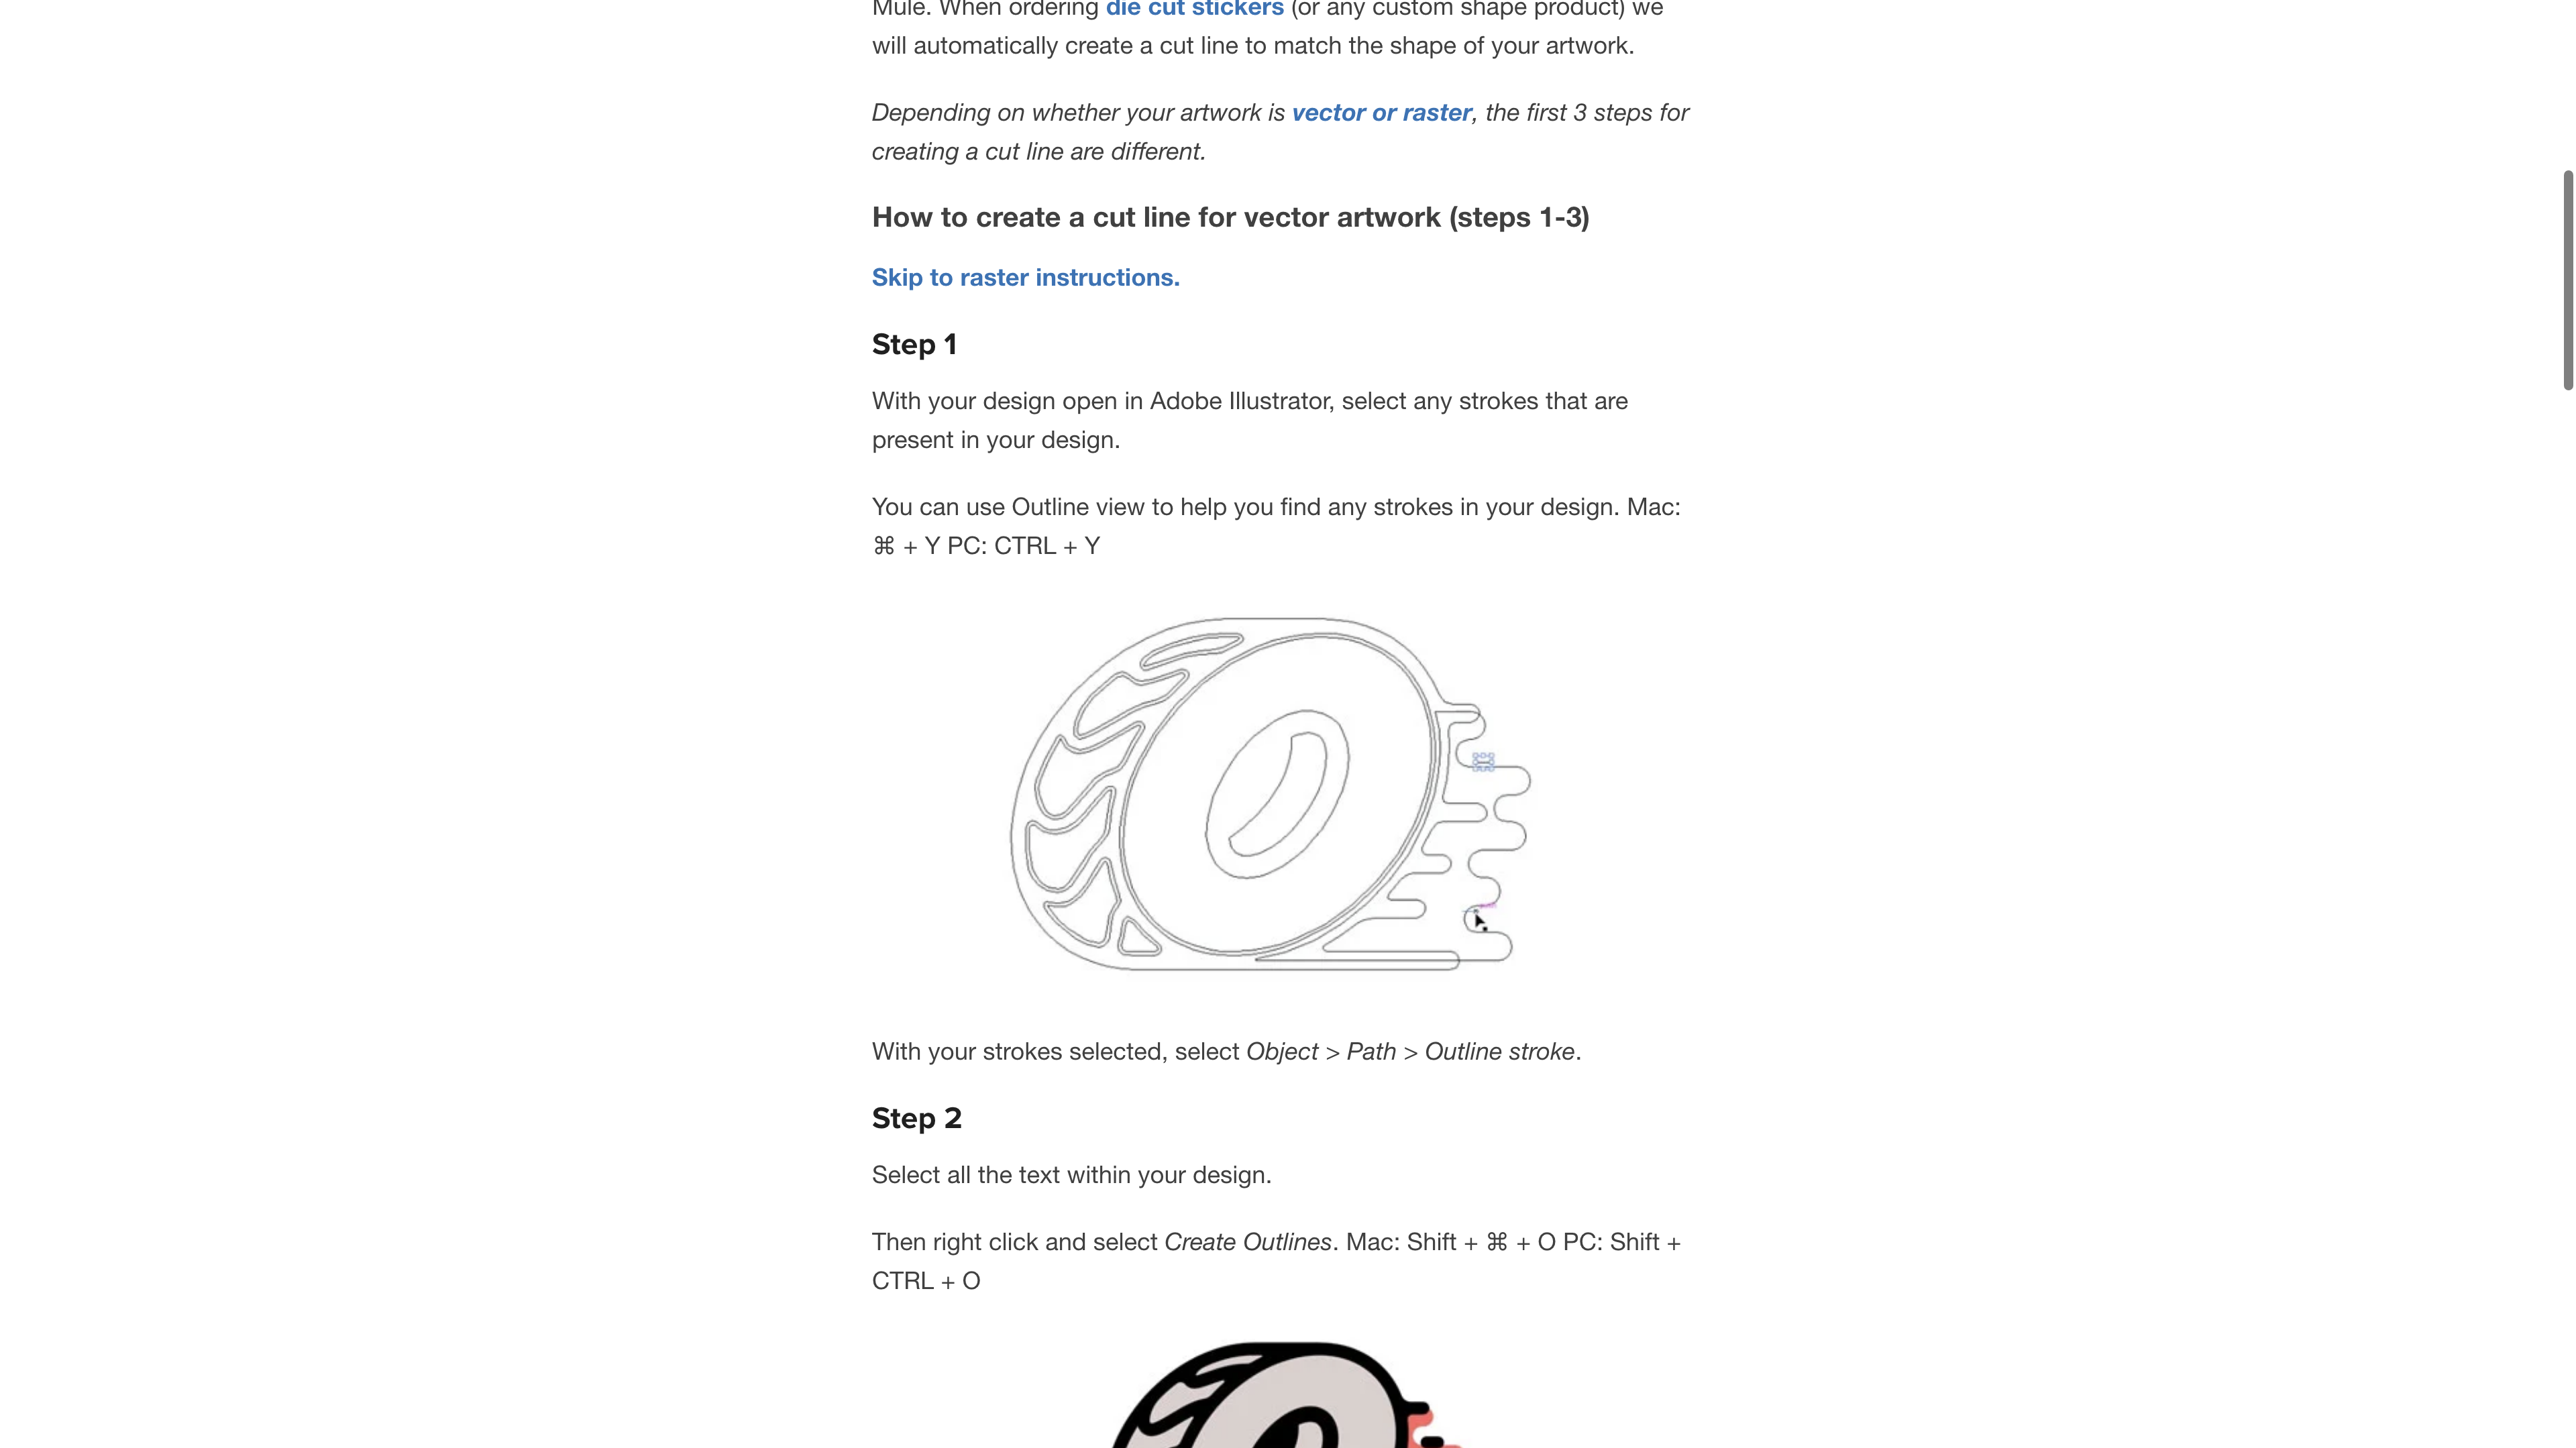 Mule. When ordering die cut stickers (or any custom shape product) we
will automatically create a cut line to match the shape of your artwork.
Depending on whether your artwork is vector or raster, the first 3 steps for
creating a cut line are different.
How to create a cut line for vector artwork (steps 1-3)
Skip to raster instructions.
Step 1
With your design open in Adobe Illustrator, select any strokes that are
present in your design.
You can use Outline view to help you find any strokes in your design. Mac:
⌘ + Y PC: CTRL + Y
With your strokes selected, select Object > Path > Outline stroke.
Step 2
Select all the text within your design.
Then right click and select Create Outlines. Mac: Shift + ⌘ + O PC: Shift +
CTRL + O